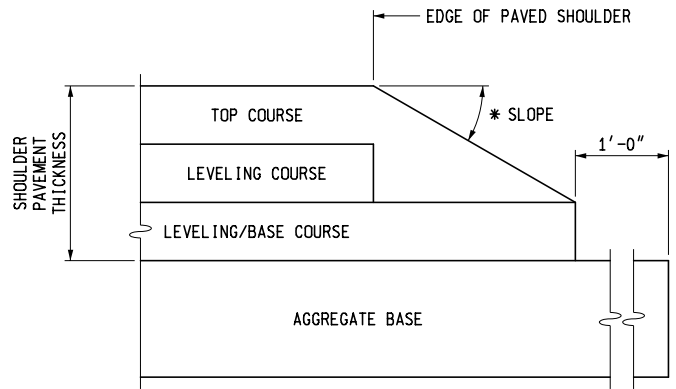 EDGE OF PAVED SHOULDER
TOP COURSE
* SLOPE
1'-0"
SHOULDER
PAVEMENT
THICKNESS
LEVELING COURSE
LEVELING/BASE COURSE
AGGREGATE BASE